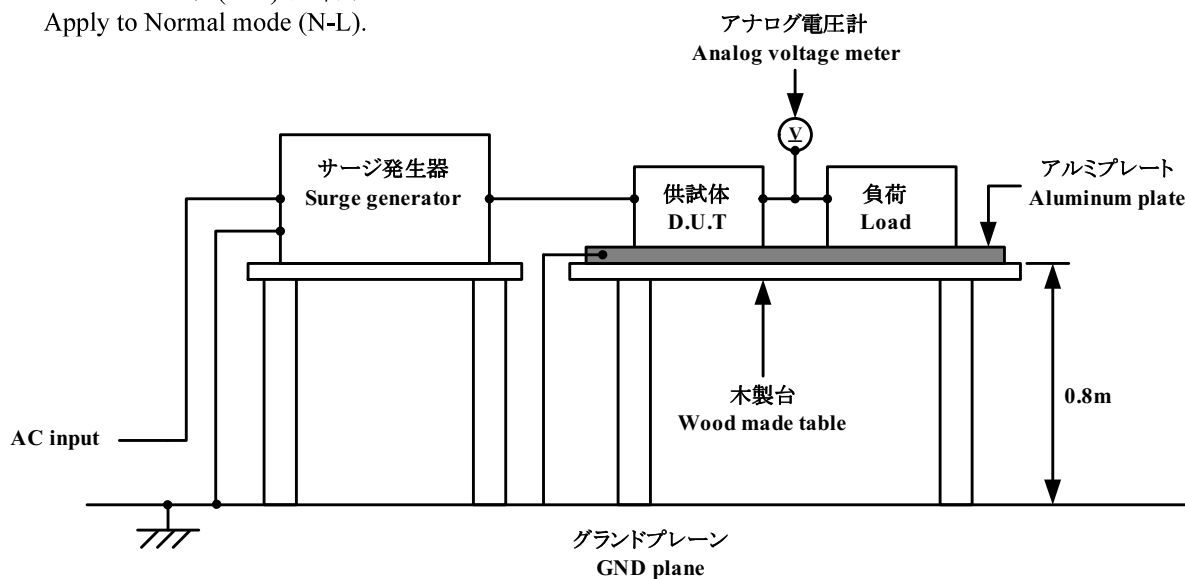 Apply to Normal mode (N-L).
アナログ電圧計
Analog voltage meter
V
サージ発生器
Surge generator
供試体
D.U.T
負荷
Load
アルミプレート
Aluminum plate
木製台
Wood made table
0.8m
AC input
グランドプレーン
GND plane